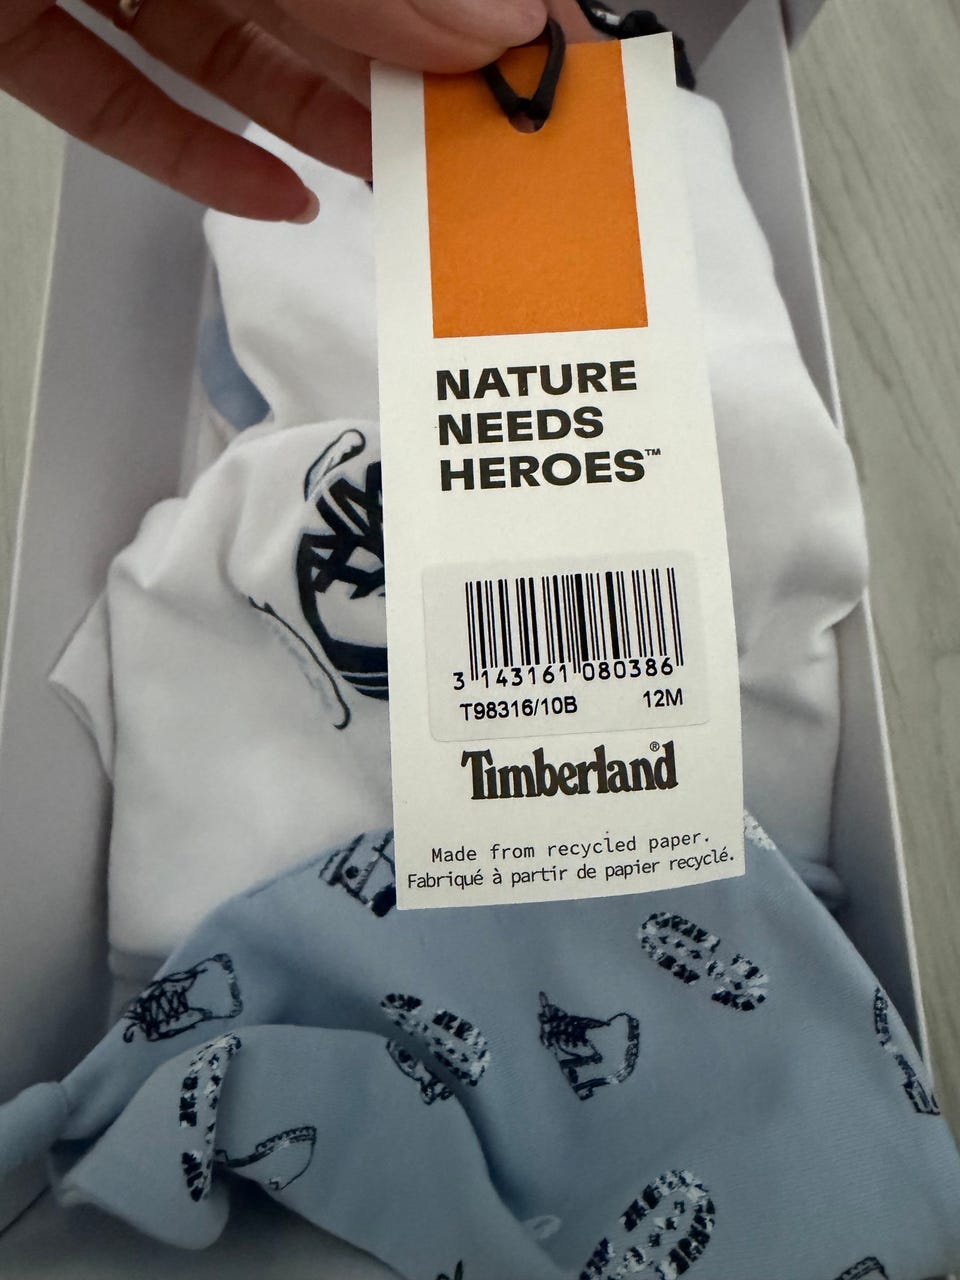 NATURE
NEEDS
HEROES™
3 143161 080386
T98316/10B 12M
Timberland®
Made from recycled paper.
Fabriqué à partir de papier recyclé.